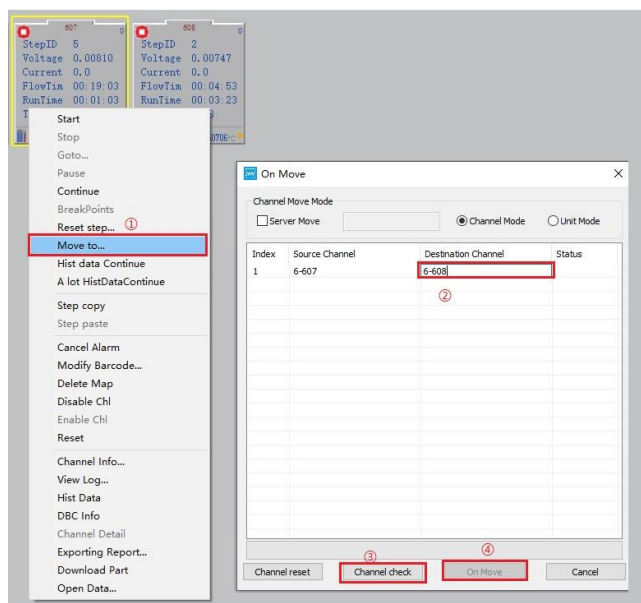 607 0
StepID 5
Voltage 0.00810
Current 0.0
FlowTim 00:19:03
RunTime 00:01:03
T
608 0
StepID 2
Voltage 0.00747
Current 0.0
FlowTim 00:04:53
RunTime 00:03:23
0706
Start
Stop
Goto...
Pause
Continue
BreakPoints
Reset step... ①
Move to...
Hist data Continue
A lot HistDataContinue
Step copy
Step paste
Cancel Alarm
Modify Barcode...
Delete Map
Disable Chl
Enable Chl
Reset
Channel Info...
View Log...
Hist Data
DBC Info
Channel Detail
Exporting Report...
Download Part
Open Data...
On Move
Channel Move Mode
Server Move Channel Mode Unit Mode
Index Source Channel Destination Channel Status
1 6-607 6-608
②
③ ④
Channel reset Channel check On Move Cancel